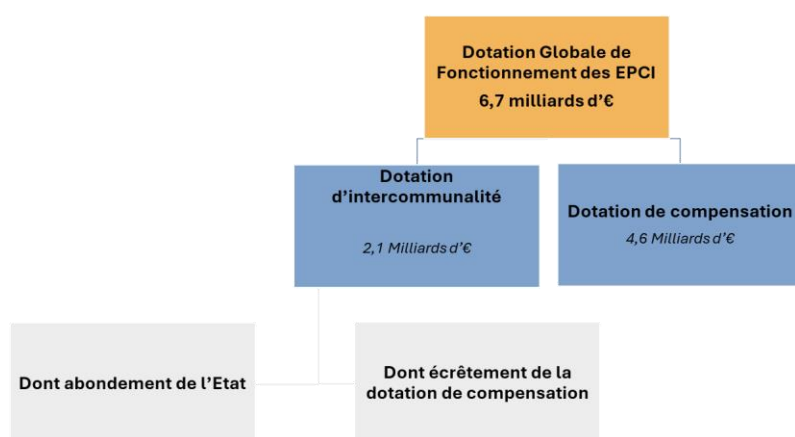 Dotation Globale de
Fonctionnement des EPCI
6,7 milliards d’€
Dotation
d’intercommunalité
2,1 Milliards d’€
Dotation de compensation
4,6 Milliards d’€
Dont abondement de l’Etat
Dont écrêtement de la
dotation de compensation